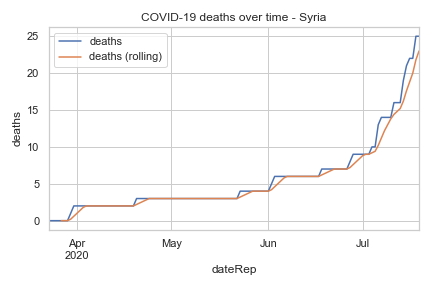 COVID-19 deaths over time - Syria
deaths
deaths (rolling)
25
20
15
10
5
0
deaths
Apr
2020
May
Jun
Jul
dateRep